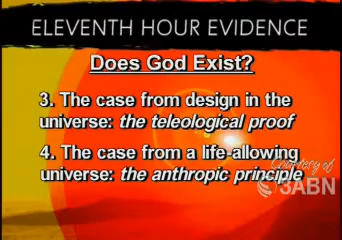 ELEVENTH HOUR EVIDENCE
Does God Exist?
3. The case from design in the
universe: the teleological proof
4. The case from a life-allowing
universe: the anthropic principle
Courtesy of
3ABN